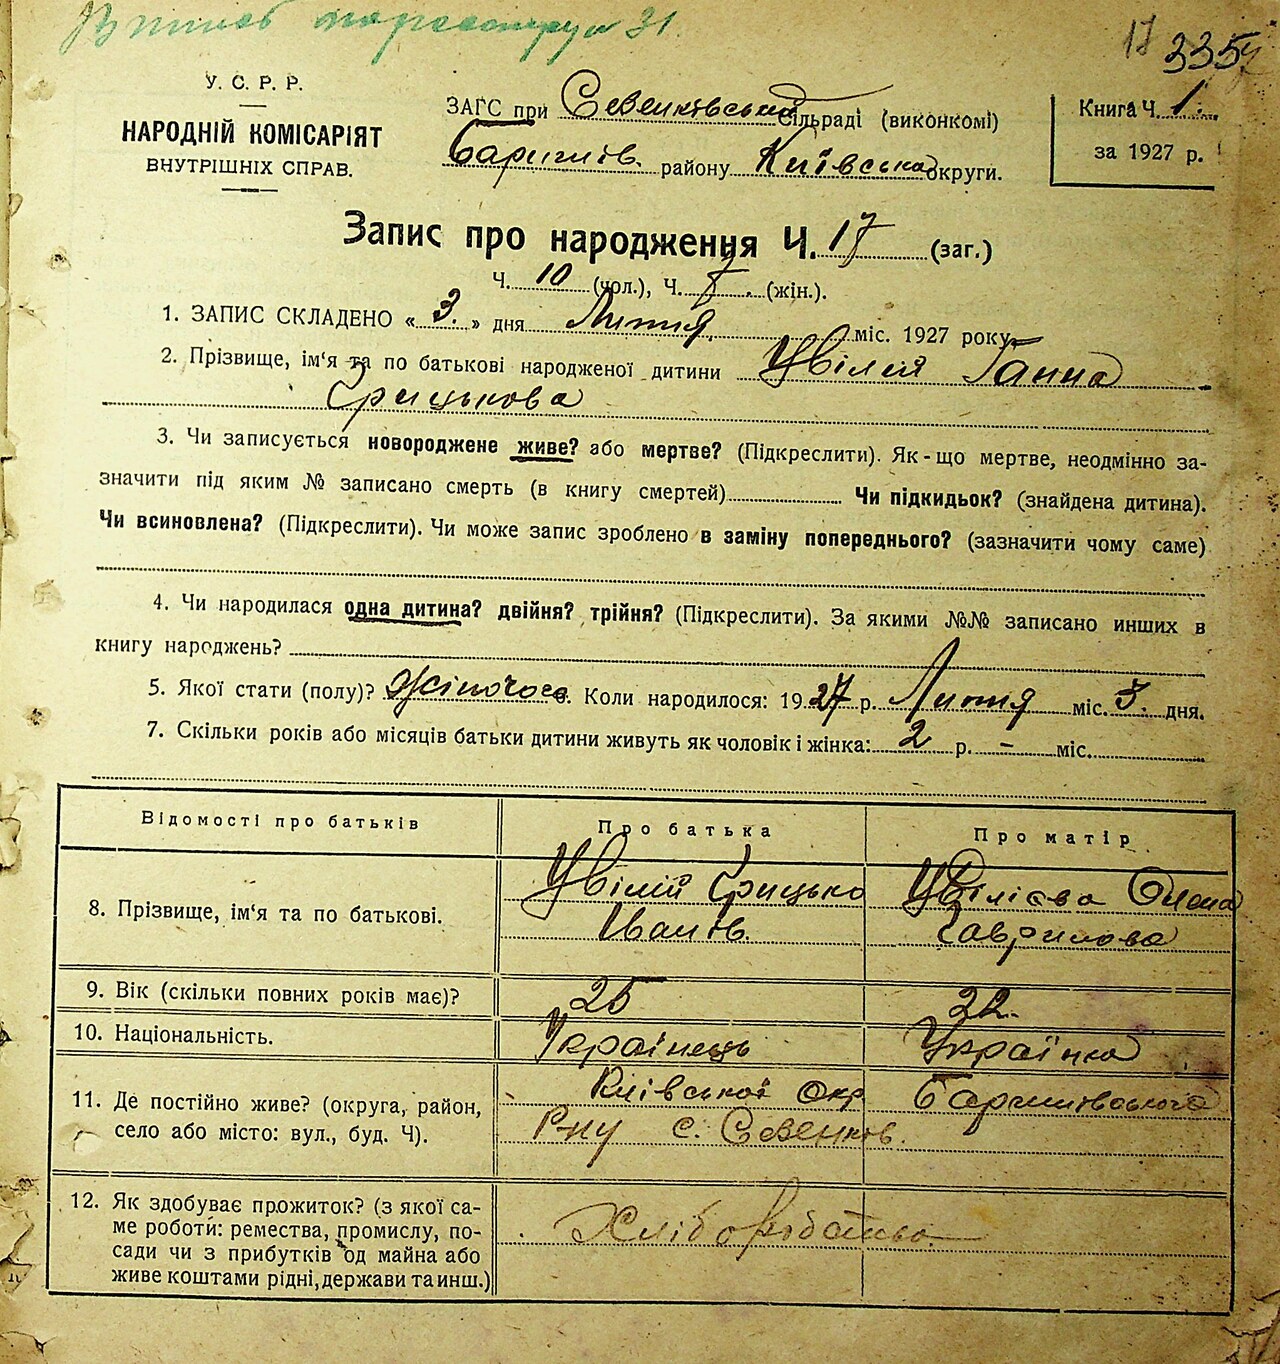 Витяг
17 335
У. С. Р. Р.
НАРОДНІЙ КОМІСАРІЯТ
ВНУТРІШНІХ СПРАВ.
ЗАГС при Севенківській Сільраді (виконкомі)
Баришів. району Київська округи.
Книга Ч. 1.
за 1927 р.
Запис про народження Ч. 17 (заг.)
Ч. 10 (чол.), Ч. 7. (жін.).
1. ЗАПИС СКЛАДЕНО « 3. » дня Липня міс. 1927 року
2. Прізвище, ім‘я та по батькові народженої дитини Цвілій Ганна
Грицькова
3. Чи записується новороджене живе? або мертве? (Підкреслити). Як-що мертве, неодмінно за-
значити під яким № записано смерть (в книгу смертей) Чи підкидьок? (знайдена дитина).
Чи всиновлена? (Підкреслити). Чи може запис зроблено в заміну попереднього? (зазначити чому саме)
4. Чи народилася одна дитина? двійня? трійня? (Підкреслити). За якими №№ записано инших в
книгу народжень?
5. Якої стати (полу)? жіночого. Коли народилося: 1927 р. Липня міс. 3. дня.
7. Скільки років або місяців батьки дитини живуть як чоловік і жінка: 2 р. – міс.
Відомості про батьків Про батька Про матір
8. Прізвище, ім‘я та по батькові. Цвілій Грицько Іванів. Цвілієва Олена Гаврилова
9. Вік (скільки повних років має)? 25 22.
10. Національність. Українець Українка
11. Де постійно живе? (округа, район, Київської Окр Баришівського
село або місто: вул., буд. Ч). Р-ну с. Севенків.
12. Як здобуває прожиток? (з якої са-
ме роботи: ремества, промислу, по- Хліборобство.
сади чи з прибутків од майна або
живе коштами рідні, держави та инш.)